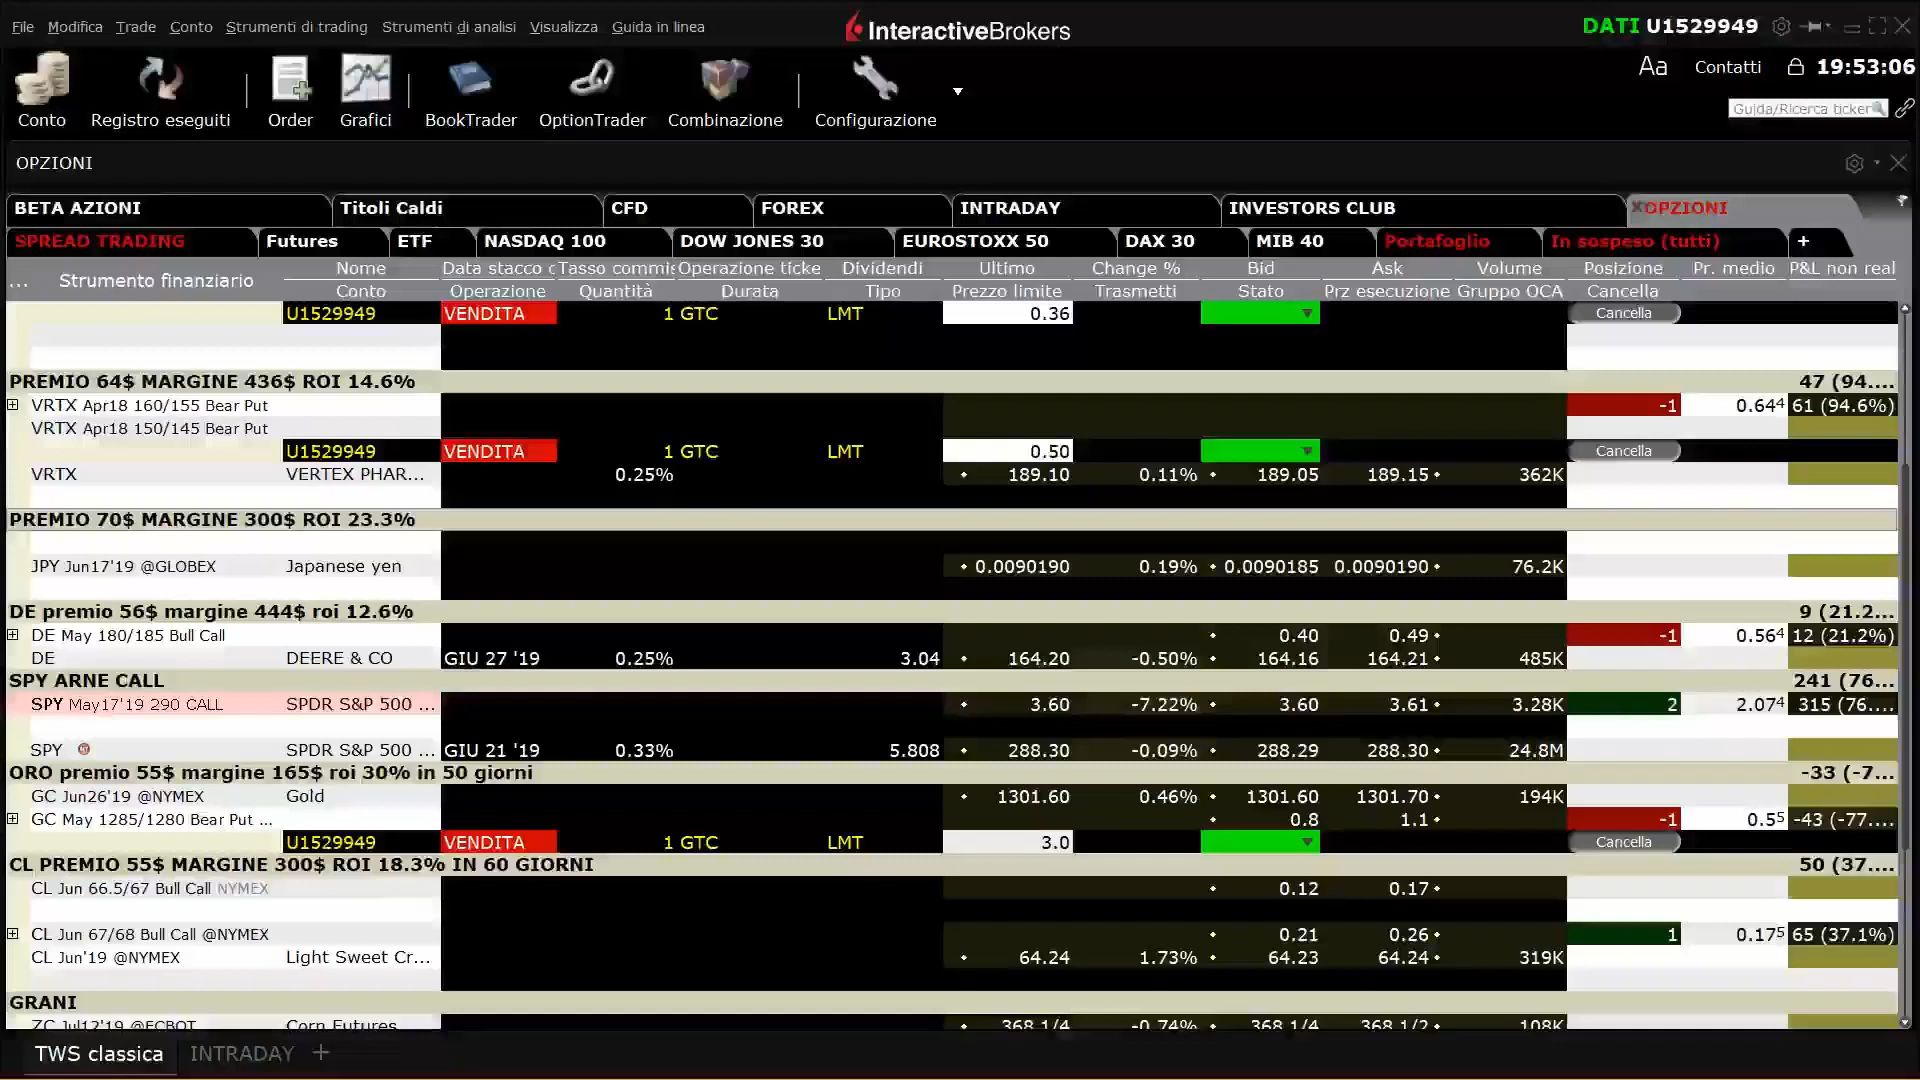 File Modifica Trade Conto Strumenti di trading Strumenti di analisi Visualizza Guida in linea
InteractiveBrokers
DATI U1529949
Aa Contatti 19:53:06
Conto Registro eseguiti Order Grafici BookTrader OptionTrader Combinazione Configurazione
Guida/Ricerca ticker
OPZIONI
BETA AZIONI Titoli Caldi CFD FOREX INTRADAY INVESTORS CLUB OPZIONI
SPREAD TRADING Futures ETF NASDAQ 100 DOW JONES 30 EUROSTOXX 50 DAX 30 MIB 40 Portafoglio In sospeso (tutti) +
... Strumento finanziario Nome Data stacco c Tasso commis Operazione ticke Dividendi Ultimo Change % Bid Ask Volume Posizione Pr. medio P&L non real
Conto Operazione Quantità Durata Tipo Prezzo limite Trasmetti Stato Prz esecuzione Gruppo OCA Cancella
U1529949 VENDITA 1 GTC LMT 0.36 Cancella
PREMIO 64$ MARGINE 436$ ROI 14.6% 47 (94....
VRTX Apr18 160/155 Bear Put -1 0.644 61 (94.6%)
VRTX Apr18 150/145 Bear Put
U1529949 VENDITA 1 GTC LMT 0.50 Cancella
VRTX VERTEX PHAR... 0.25% 189.10 0.11% 189.05 189.15 362K
PREMIO 70$ MARGINE 300$ ROI 23.3%
JPY Jun17'19 @GLOBEX Japanese yen 0.0090190 0.19% 0.0090185 0.0090190 76.2K
DE premio 56$ margine 444$ roi 12.6% 9 (21.2...
DE May 180/185 Bull Call 0.40 0.49 -1 0.564 12 (21.2%)
DE DEERE & CO GIU 27 '19 0.25% 3.04 164.20 -0.50% 164.16 164.21 485K
SPY ARNE CALL 241 (76...
SPY May17'19 290 CALL SPDR S&P 500 ... 3.60 -7.22% 3.60 3.61 3.28K 2 2.074 315 (76....
SPY SPDR S&P 500 ... GIU 21 '19 0.33% 5.808 288.30 -0.09% 288.29 288.30 24.8M
ORO premio 55$ margine 165$ roi 30% in 50 giorni -33 (-7...
GC Jun26'19 @NYMEX Gold 1301.60 0.46% 1301.60 1301.70 194K
GC May 1285/1280 Bear Put ... 0.8 1.1 -1 0.55 -43 (-77....
U1529949 VENDITA 1 GTC LMT 3.0 Cancella
CL PREMIO 55$ MARGINE 300$ ROI 18.3% IN 60 GIORNI 50 (37....
CL Jun 66.5/67 Bull Call NYMEX 0.12 0.17
CL Jun 67/68 Bull Call @NYMEX 0.21 0.26 1 0.175 65 (37.1%)
CL Jun'19 @NYMEX Light Sweet Cr... 64.24 1.73% 64.23 64.24 319K
GRANI
ZC Jul12'19 @ECBOT Corn Futures 368 1/4 -0.74% 368 1/4 368 1/2 108K
TWS classica INTRADAY +